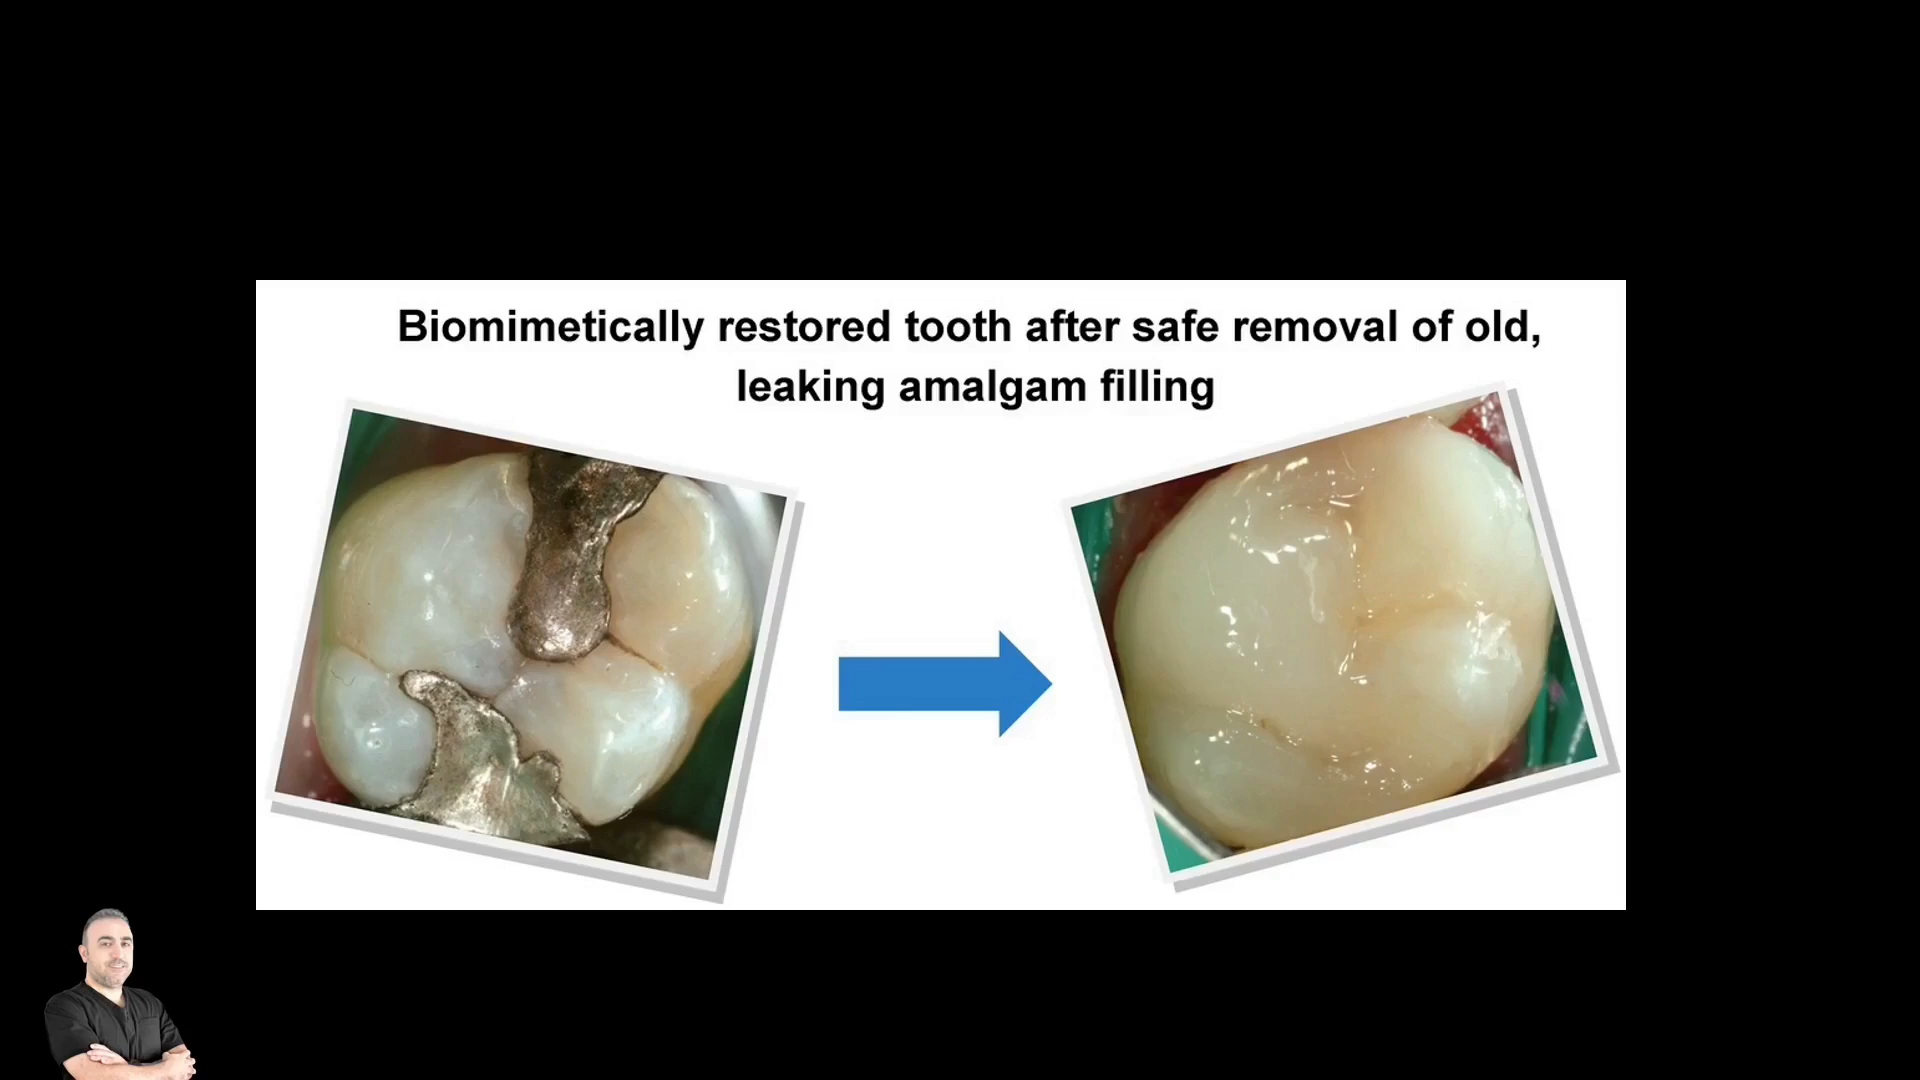 Biomimetically restored tooth after safe removal of old,
leaking amalgam filling